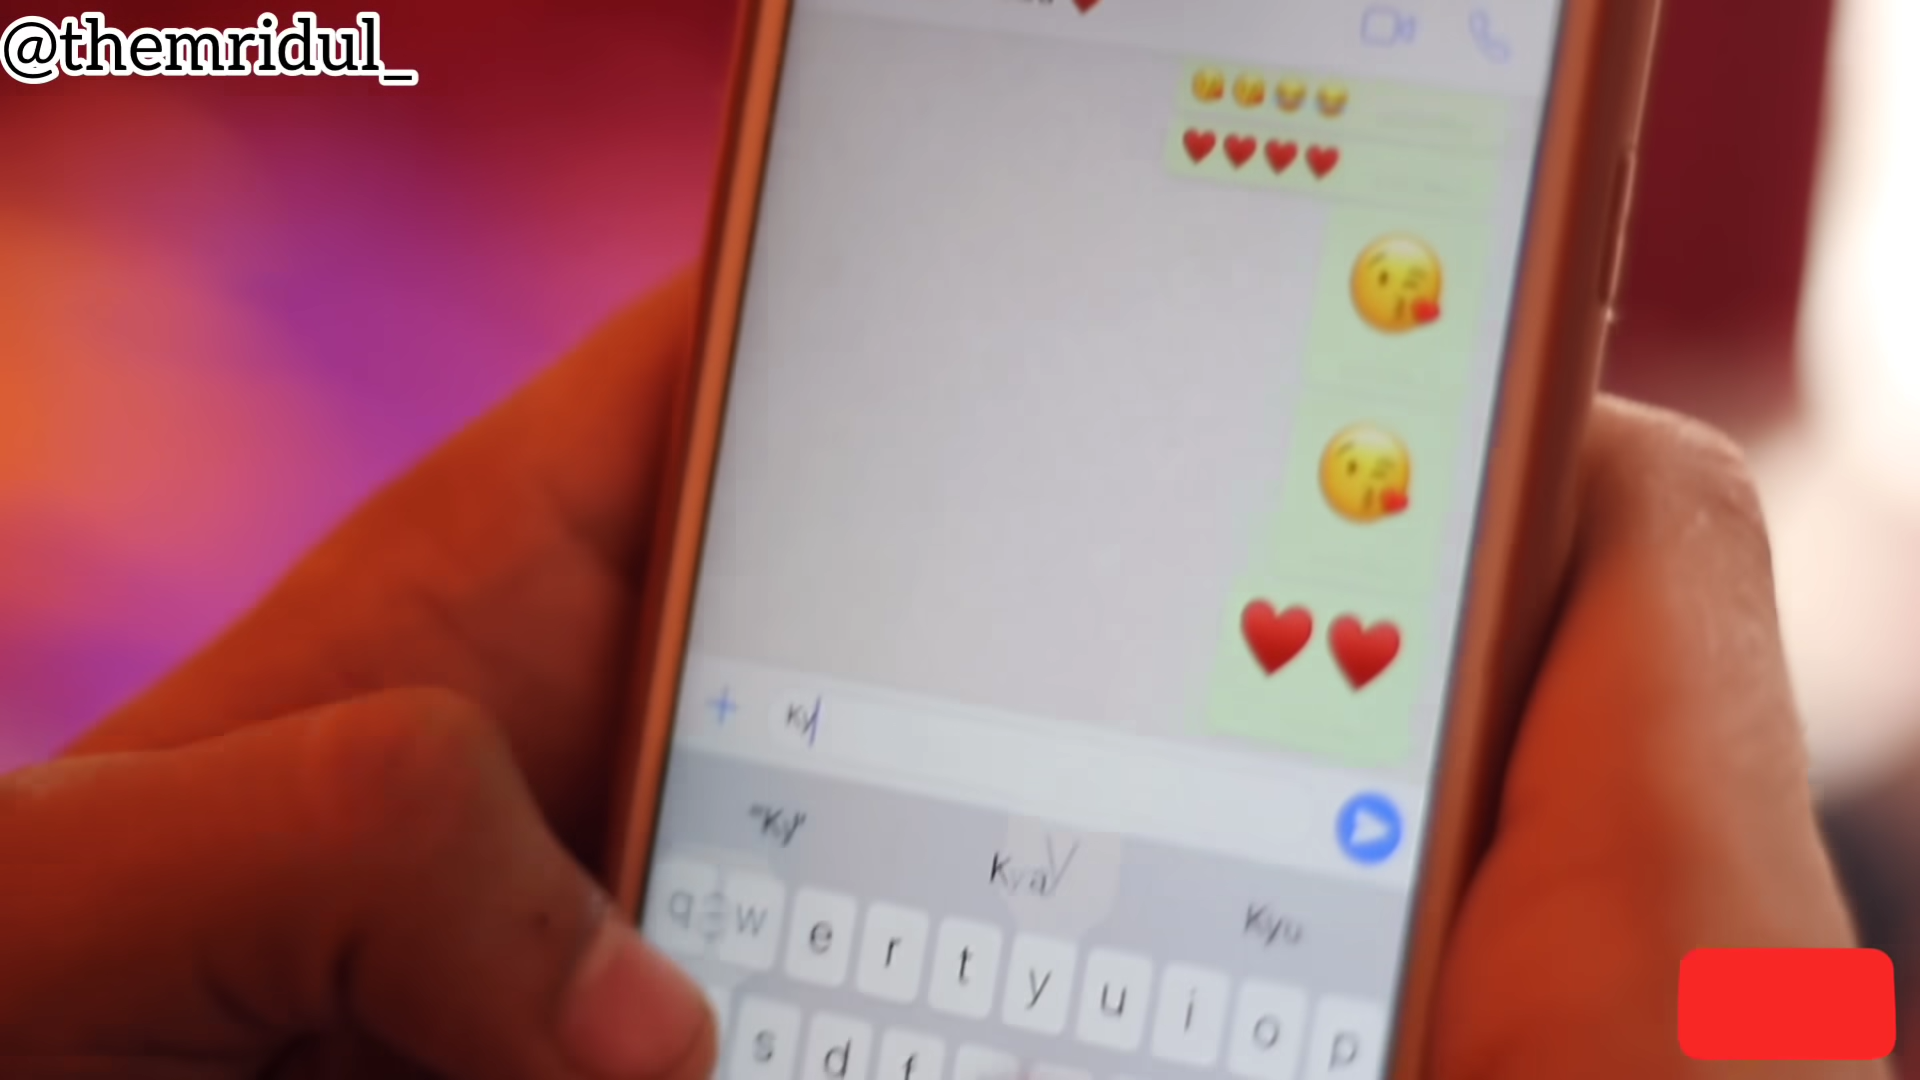 @themridul_
Ky
"Ky" Kya Kyu
q w e r t y u i o p
s d f